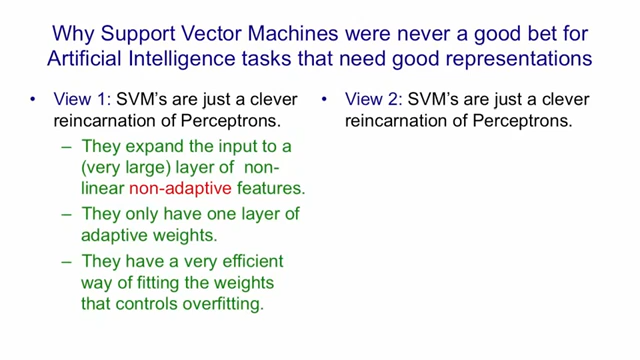 Why Support Vector Machines were never a good bet for
Artificial Intelligence tasks that need good representations
• View 1: SVM's are just a clever
reincarnation of Perceptrons.
– They expand the input to a
(very large) layer of non-
linear non-adaptive features.
– They only have one layer of
adaptive weights.
– They have a very efficient
way of fitting the weights
that controls overfitting.
• View 2: SVM's are just a clever
reincarnation of Perceptrons.